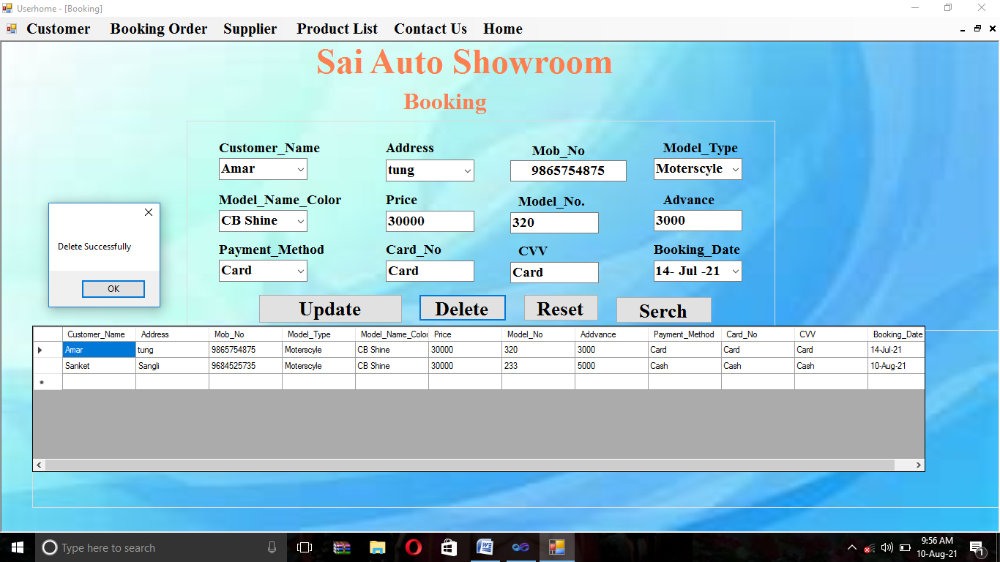 Userhome - [Booking]
Customer Booking Order Supplier Product List Contact Us Home
Sai Auto Showroom
Booking
Customer_Name Address Mob_No Model_Type
Amar tung 9865754875 Moterscyle
Model_Name_Color Price Model_No. Advance
CB Shine 30000 320 3000
Payment_Method Card_No CVV Booking_Date
Card Card Card 14- Jul -21
Delete Successfully
OK
Update Delete Reset Serch
Customer_Name Address Mob_No Model_Type Model_Name_Color Price Model_No Addvance Payment_Method Card_No CVV Booking_Date
Amar tung 9865754875 Moterscyle CB Shine 30000 320 3000 Card Card Card 14-Jul-21
Sanket Sangli 9684525735 Moterscyle CB Shine 30000 233 5000 Cash Cash Cash 10-Aug-21
Type here to search
9:56 AM
10-Aug-21
1